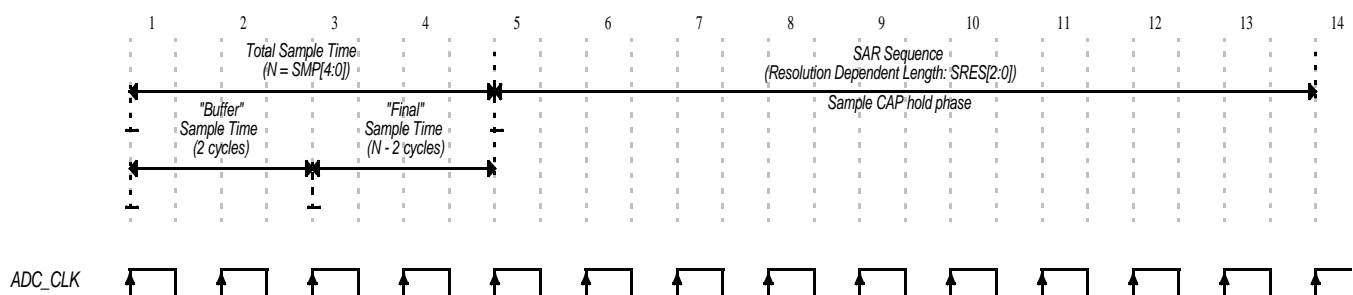 1 2 3 4 5 6 7 8 9 10 11 12 13 14
Total Sample Time
(N = SMP[4:0])
SAR Sequence
(Resolution Dependent Length: SRES[2:0])
Sample CAP hold phase
"Buffer"
Sample Time
(2 cycles)
"Final"
Sample Time
(N - 2 cycles)
ADC_CLK